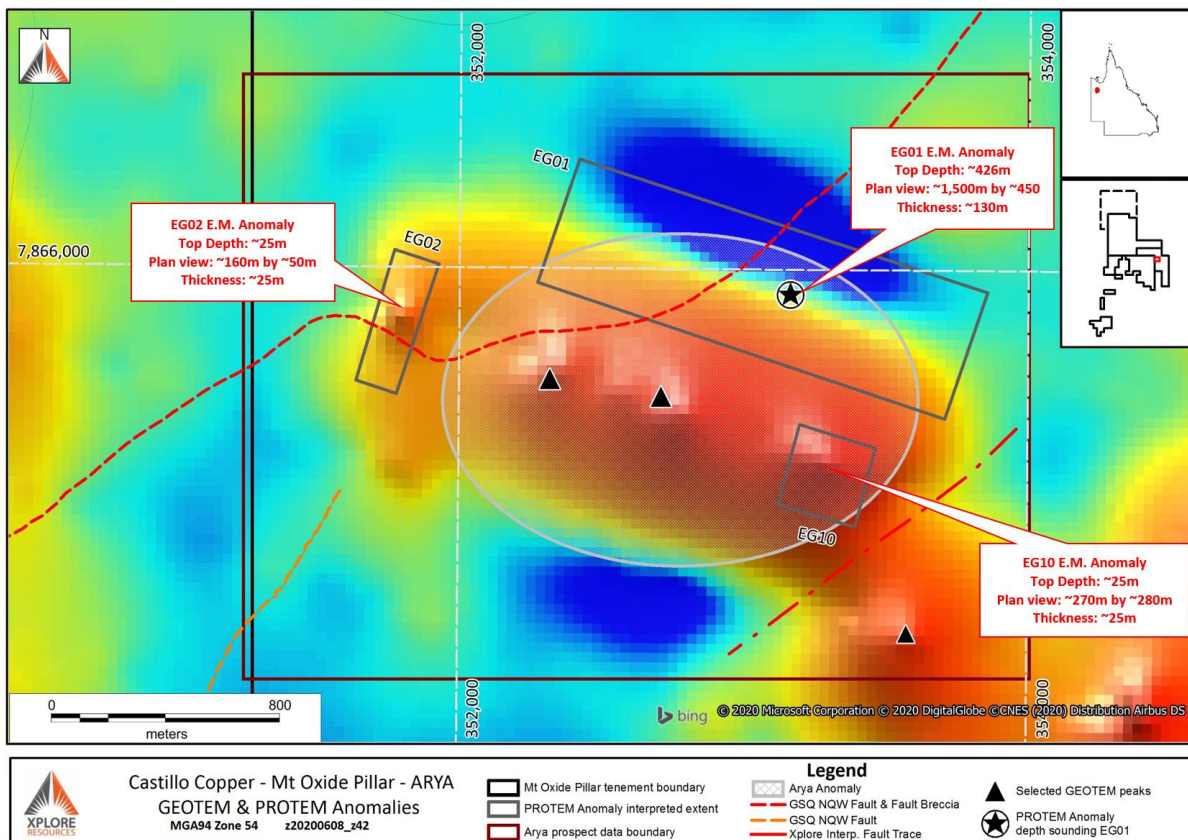 N
352,000
354,000
EG01
EG01 E.M. Anomaly
Top Depth: ~426m
Plan view: ~1,500m by ~450
Thickness: ~130m
EG02 E.M. Anomaly
Top Depth: ~25m
Plan view: ~160m by ~50m
Thickness: ~25m
EG02
7,866,000
EG10
EG10 E.M. Anomaly
Top Depth: ~25m
Plan view: ~270m by ~280m
Thickness: ~25m
0 800
meters
352,000
354,000
bing © 2020 Microsoft Corporation © 2020 DigitalGlobe ©CNES (2020) Distribution Airbus DS
XPLORE
RESOURCES
Castillo Copper - Mt Oxide Pillar - ARYA
GEOTEM & PROTEM Anomalies
MGA94 Zone 54 z20200608_z42
Legend
Mt Oxide Pillar tenement boundary
PROTEM Anomaly interpreted extent
Arya prospect data boundary
Arya Anomaly
GSQ NQW Fault & Fault Breccia
GSQ NQW Fault
Xplore Interp. Fault Trace
Selected GEOTEM peaks
PROTEM Anomaly
depth sounding EG01